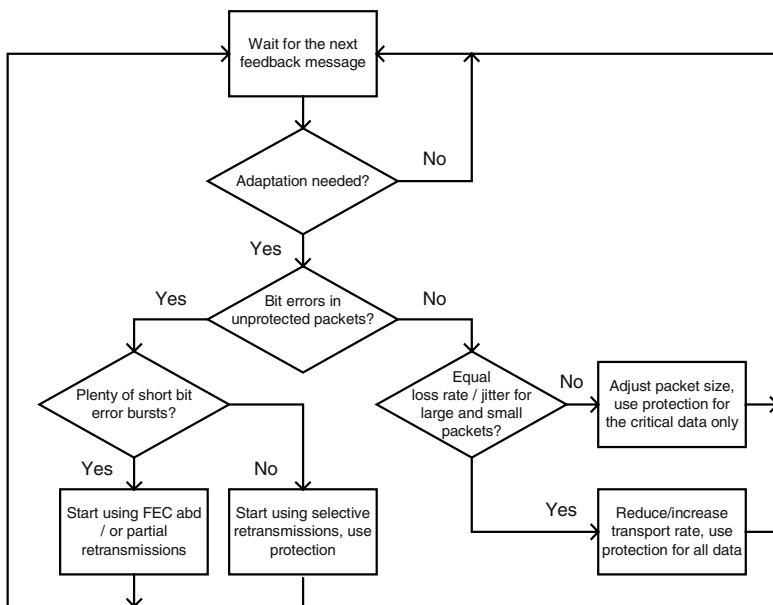 Wait for the next
feedback message
No
Adaptation needed?
Yes
Yes
Bit errors in
unprotected packets?
No
Plenty of short bit
error bursts?
Equal
loss rate / jitter for
large and small
packets?
No
Adjust packet size,
use protection for
the critical data only
Yes
No
Start using FEC abd
/ or partial
retransmissions
Start using selective
retransmissions, use
protection
Yes
Reduce/increase
transport rate, use
protection for all data